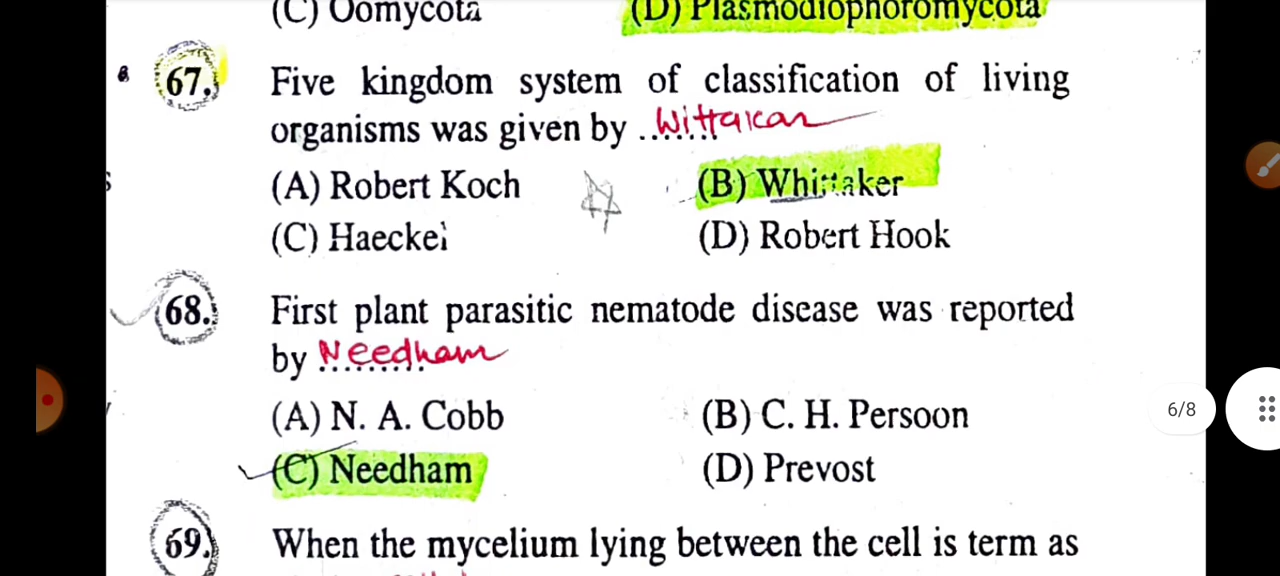 (C) Oomycota (D) Plasmodiophoromycota
67. Five kingdom system of classification of living
organisms was given by ........ Wittaicar
(A) Robert Koch (B) Whittaker
(C) Haeckel (D) Robert Hook
68. First plant parasitic nematode disease was reported
by ......... Needham
(A) N. A. Cobb (B) C. H. Persoon
6/8
(C) Needham (D) Prevost
69. When the mycelium lying between the cell is term as